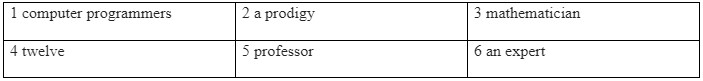 1 computer programmers 2 a prodigy 3 mathematician
4 twelve 5 professor 6 an expert